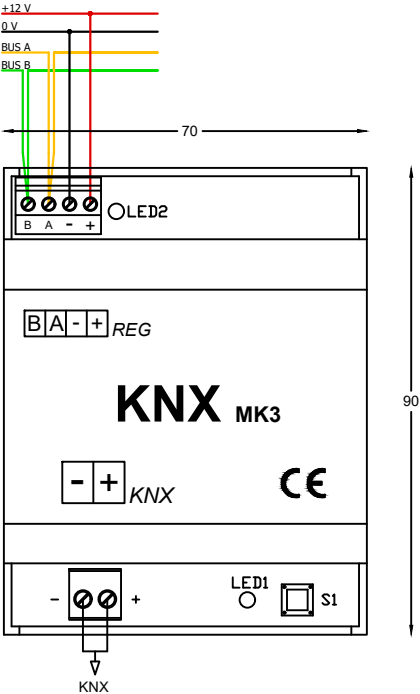 +12 V
0 V
BUS A
BUS B
70
B A - +
LED2
B A - + REG
KNX MK3
90
- + KNX
CE
LED1
- +
S1
KNX